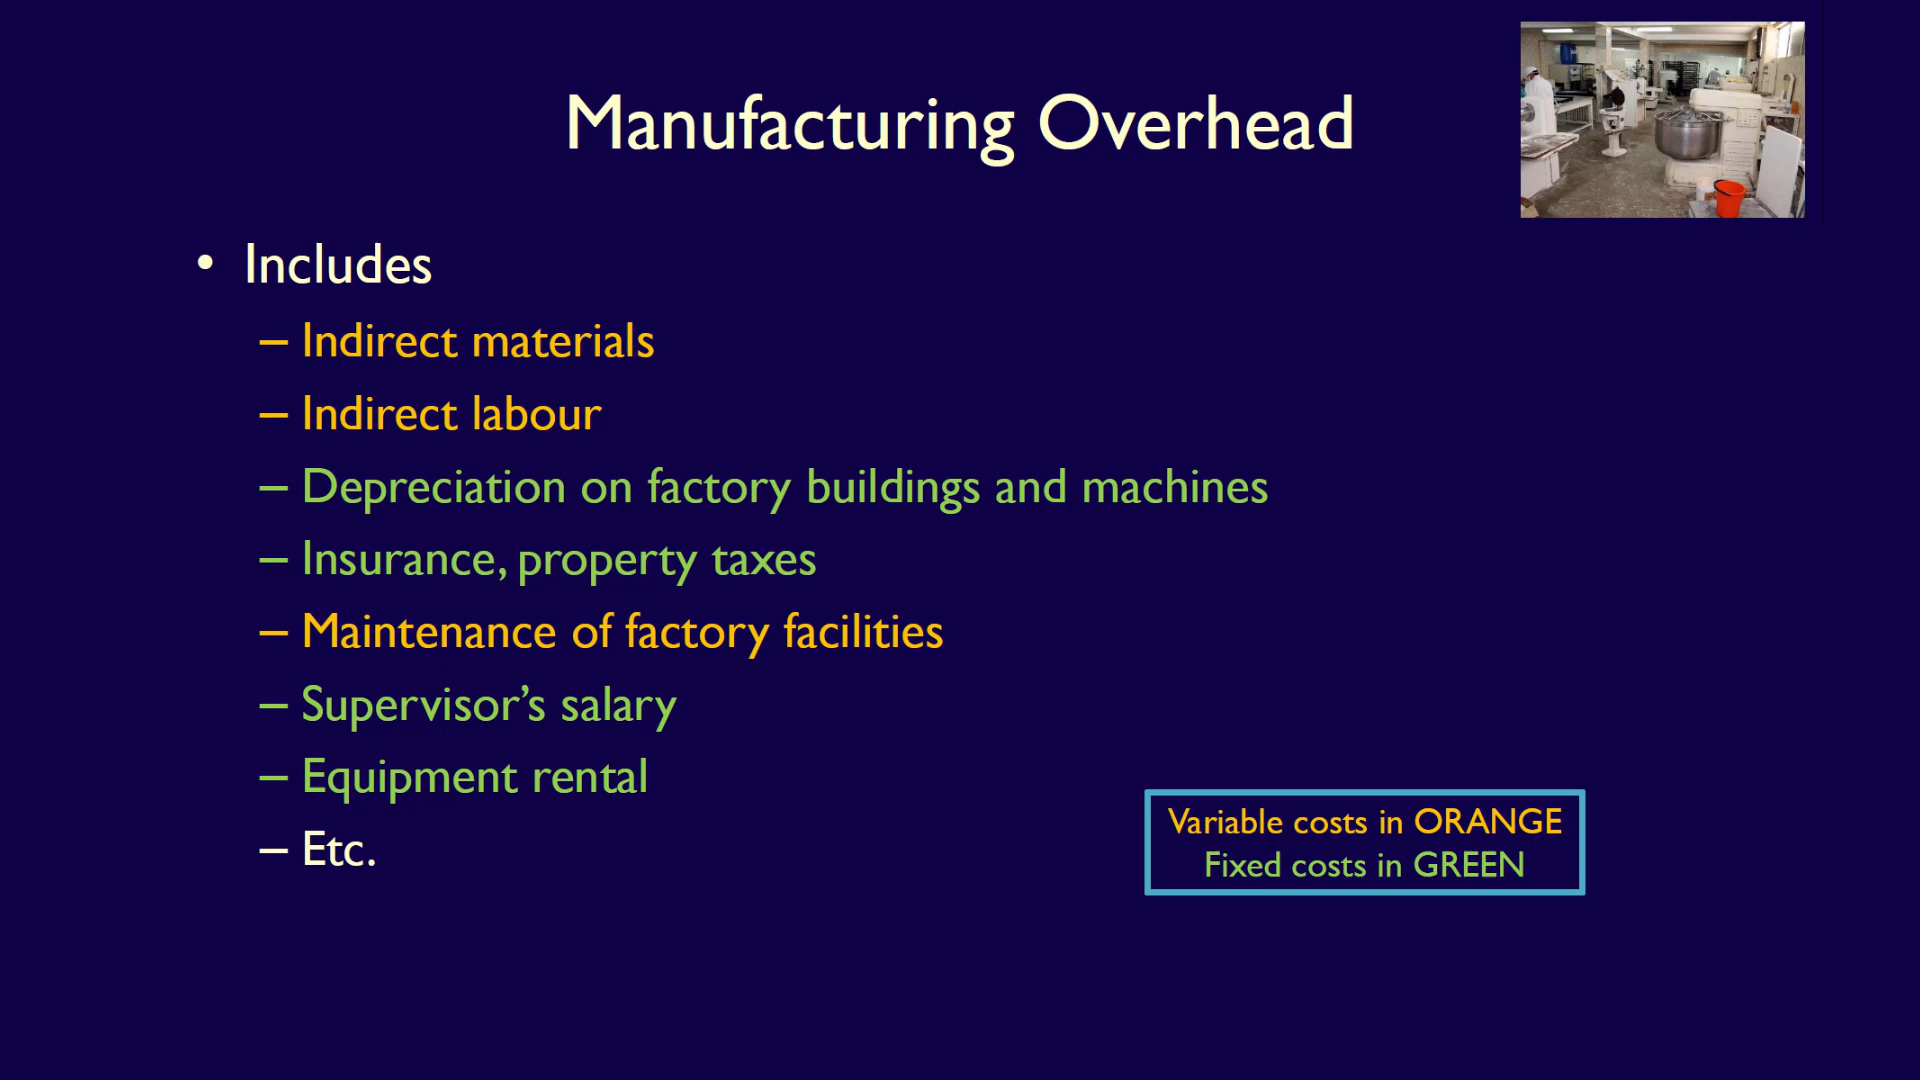 Manufacturing Overhead
• Includes
– Indirect materials
– Indirect labour
– Depreciation on factory buildings and machines
– Insurance, property taxes
– Maintenance of factory facilities
– Supervisor’s salary
– Equipment rental
– Etc.
Variable costs in ORANGE
Fixed costs in GREEN